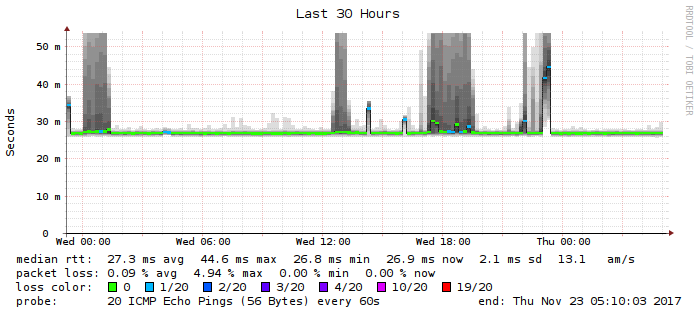 Last 30 Hours
RRDTOOL / TOBI OETIKER
Seconds
50 m
40 m
30 m
20 m
10 m
0
Wed 00:00 Wed 06:00 Wed 12:00 Wed 18:00 Thu 00:00
median rtt: 27.3 ms avg 44.6 ms max 26.8 ms min 26.9 ms now 2.1 ms sd 13.1 am/s
packet loss: 0.09 % avg 4.94 % max 0.00 % min 0.00 % now
loss color: 0 1/20 2/20 3/20 4/20 10/20 19/20
probe: 20 ICMP Echo Pings (56 Bytes) every 60s end: Thu Nov 23 05:10:03 2017